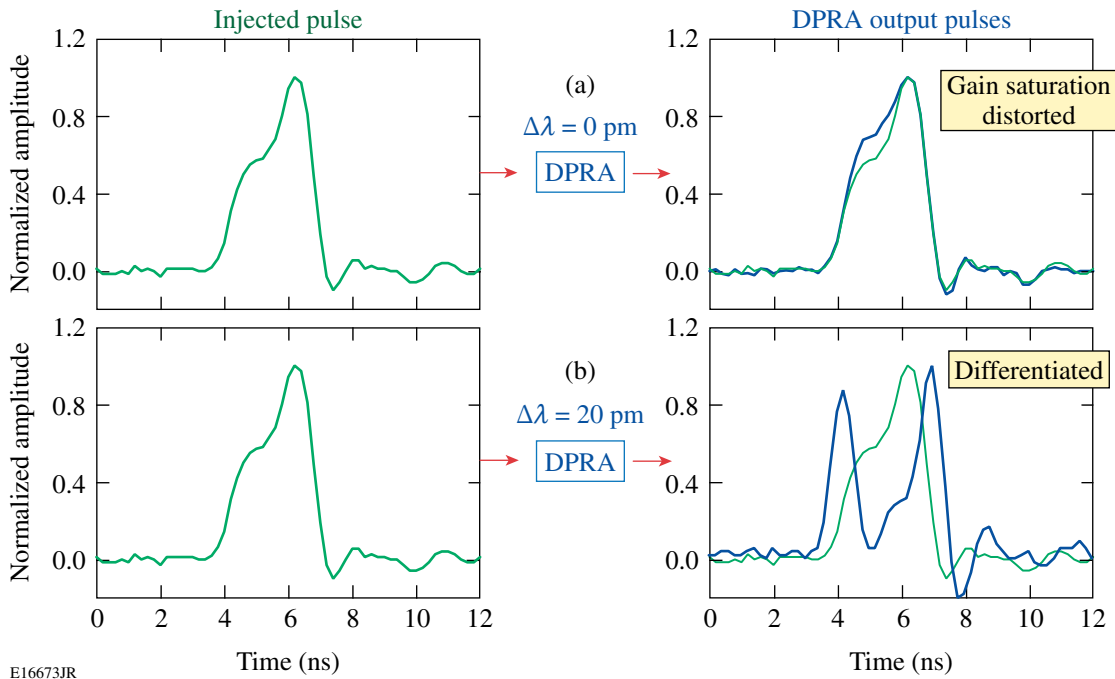 Injected pulse
DPRA output pulses
Normalized amplitude
1.2
0.8
0.4
0.0
(a)
Δλ = 0 pm
DPRA
1.2
0.8
0.4
0.0
Gain saturation
distorted
Normalized amplitude
1.2
0.8
0.4
0.0
0 2 4 6 8 10 12
Time (ns)
(b)
Δλ = 20 pm
DPRA
1.2
0.8
0.4
0.0
Differentiated
0 2 4 6 8 10 12
Time (ns)
E16673JR